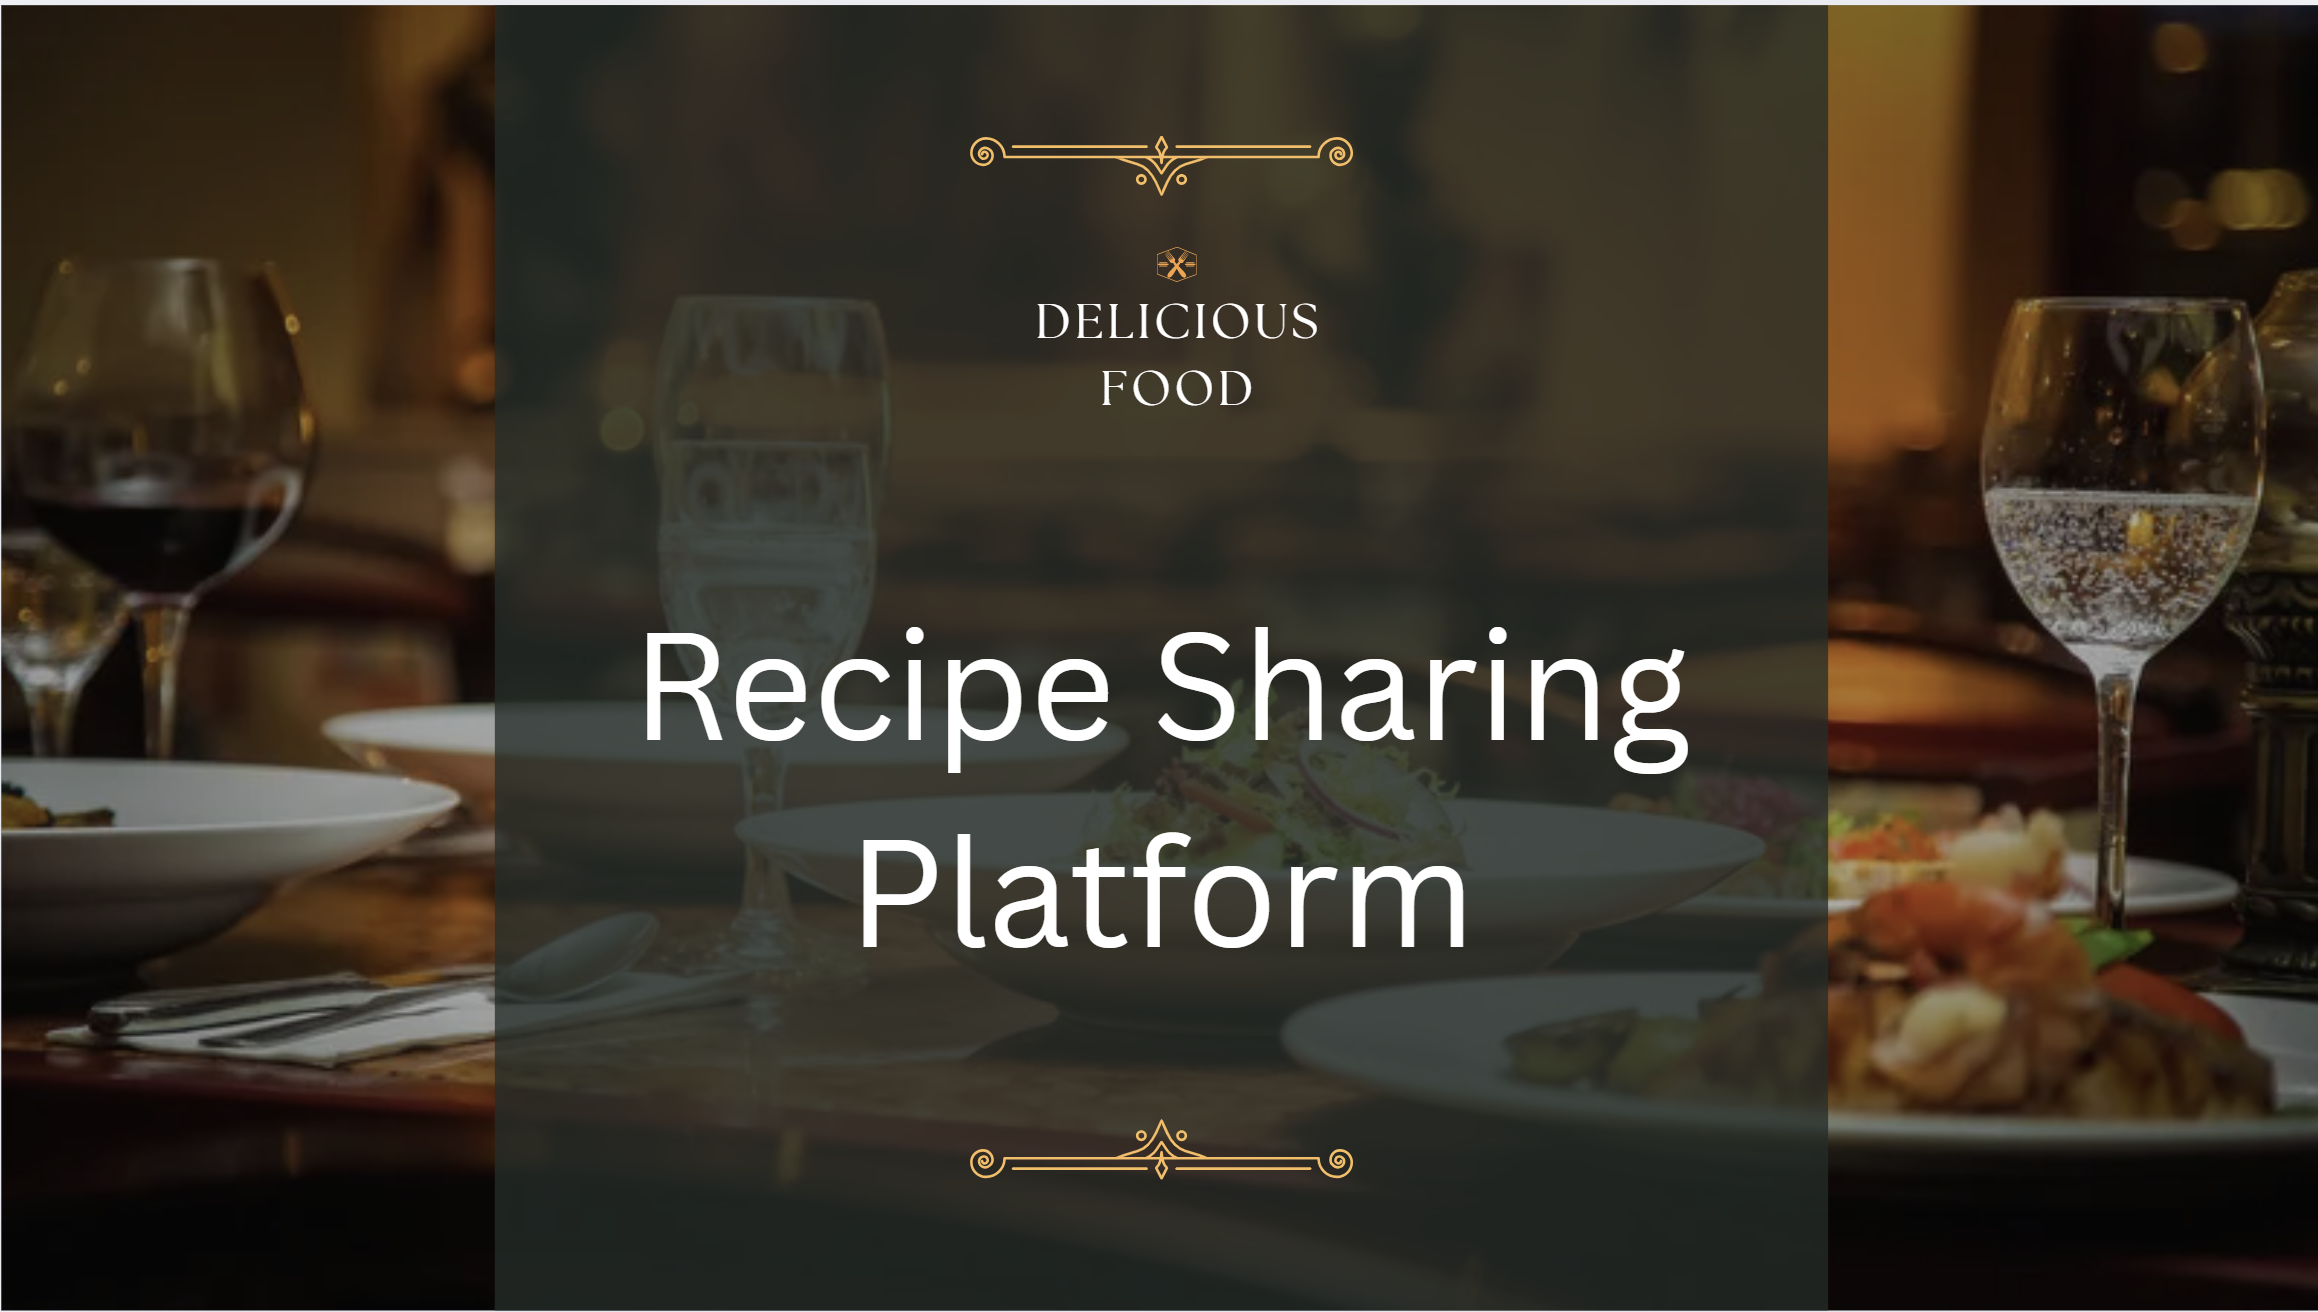 DELICIOUS
FOOD
Recipe Sharing
Platform